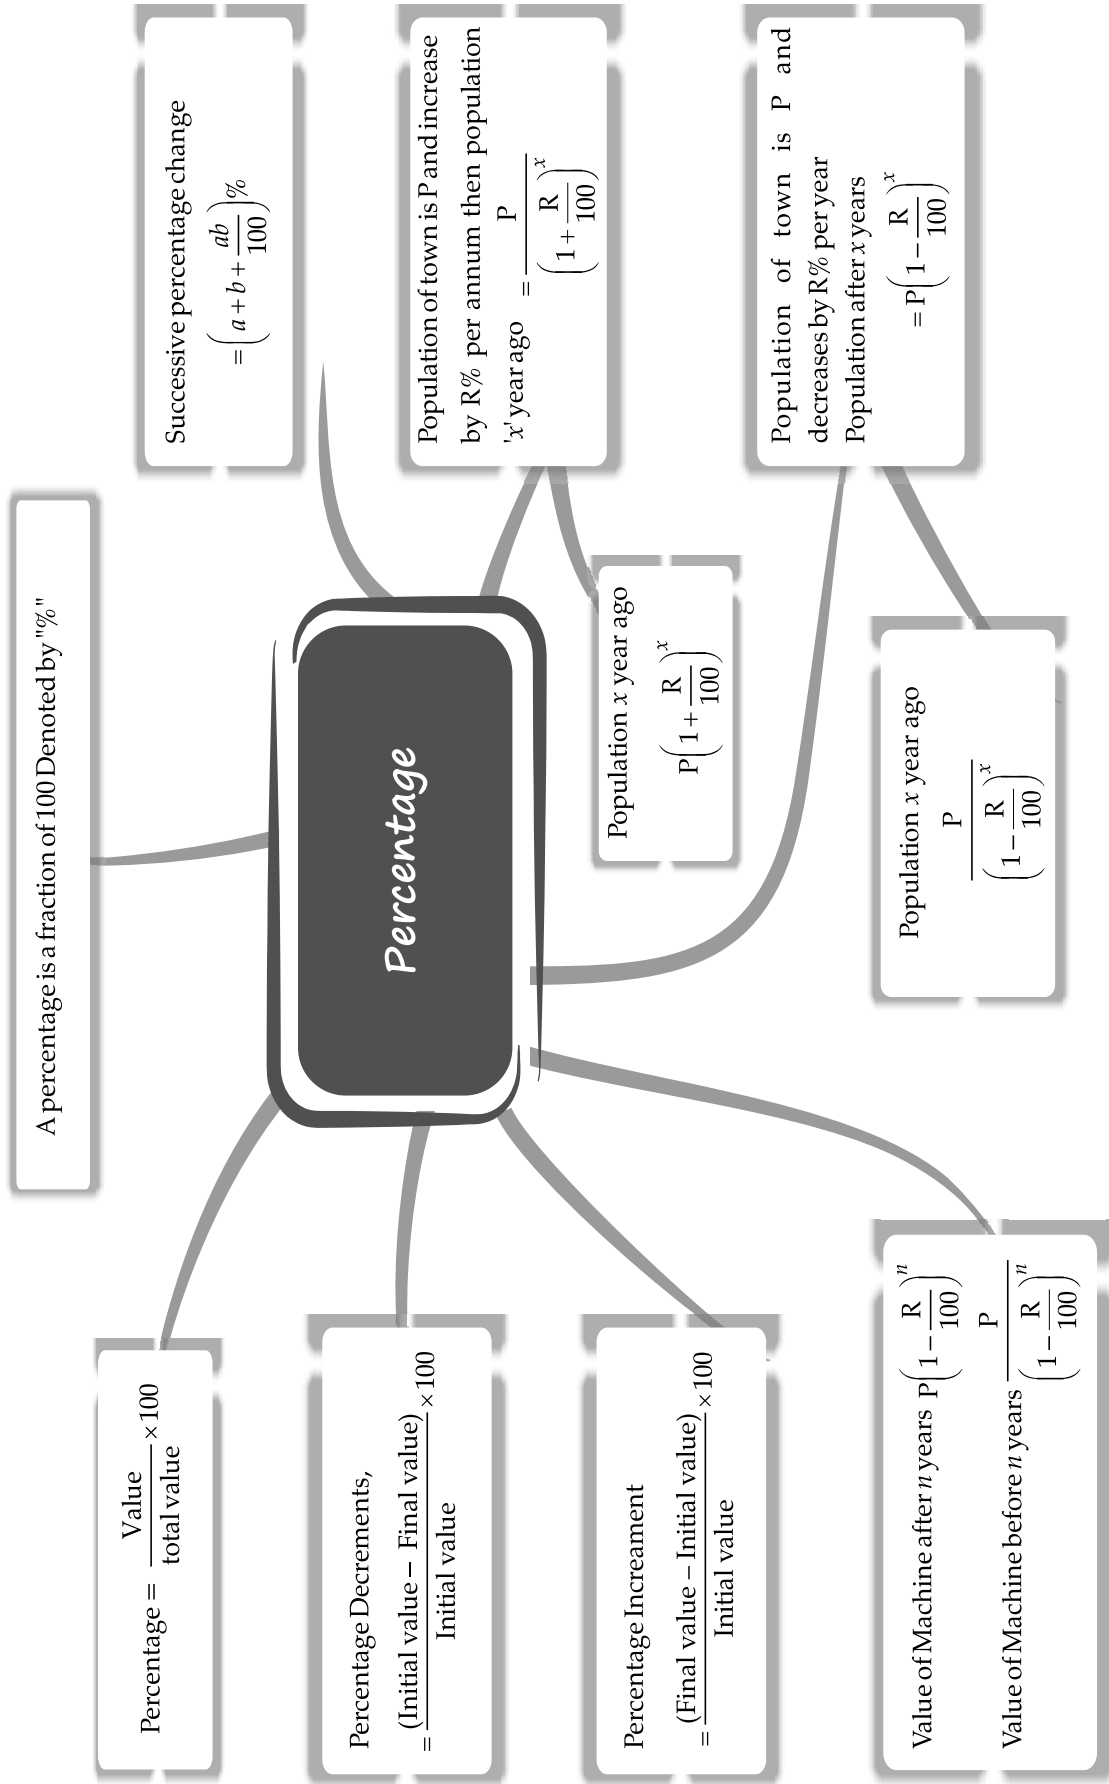 A percentage is a fraction of 100 Denoted by "%"
Percentage = Value/total value × 100
Successive percentage change
= (a + b + ab/100)%
Percentage Decrements,
= (Initial value – Final value)/Initial value × 100
Percentage
Population of town is P and increase
by R% per annum then population
'x' year ago = P/(1 + R/100)^x
Percentage Increament
= (Final value – Initial value)/Initial value × 100
Population x year ago
P(1 + R/100)^x
Population of town is P and
decreases by R% per year
Population after x years
= P(1 – R/100)^x
Value of Machine after n years P(1 – R/100)^n
Value of Machine before n years P/(1 – R/100)^n
Population x year ago
P/(1 – R/100)^x